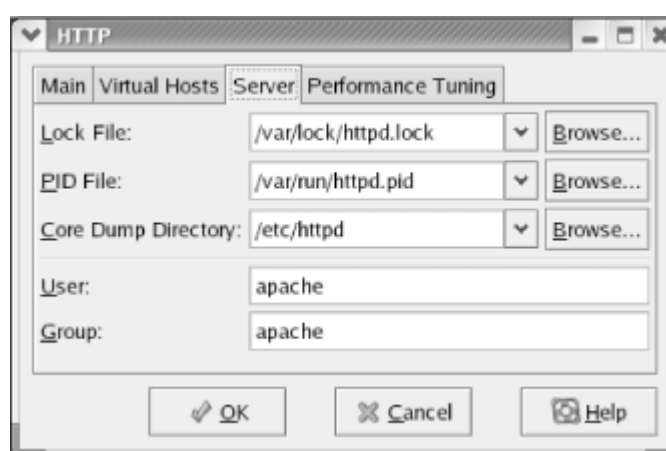 HTTP
Main Virtual Hosts Server Performance Tuning
Lock File: /var/lock/httpd.lock Browse...
PID File: /var/run/httpd.pid Browse...
Core Dump Directory: /etc/httpd Browse...
User: apache
Group: apache
OK Cancel Help